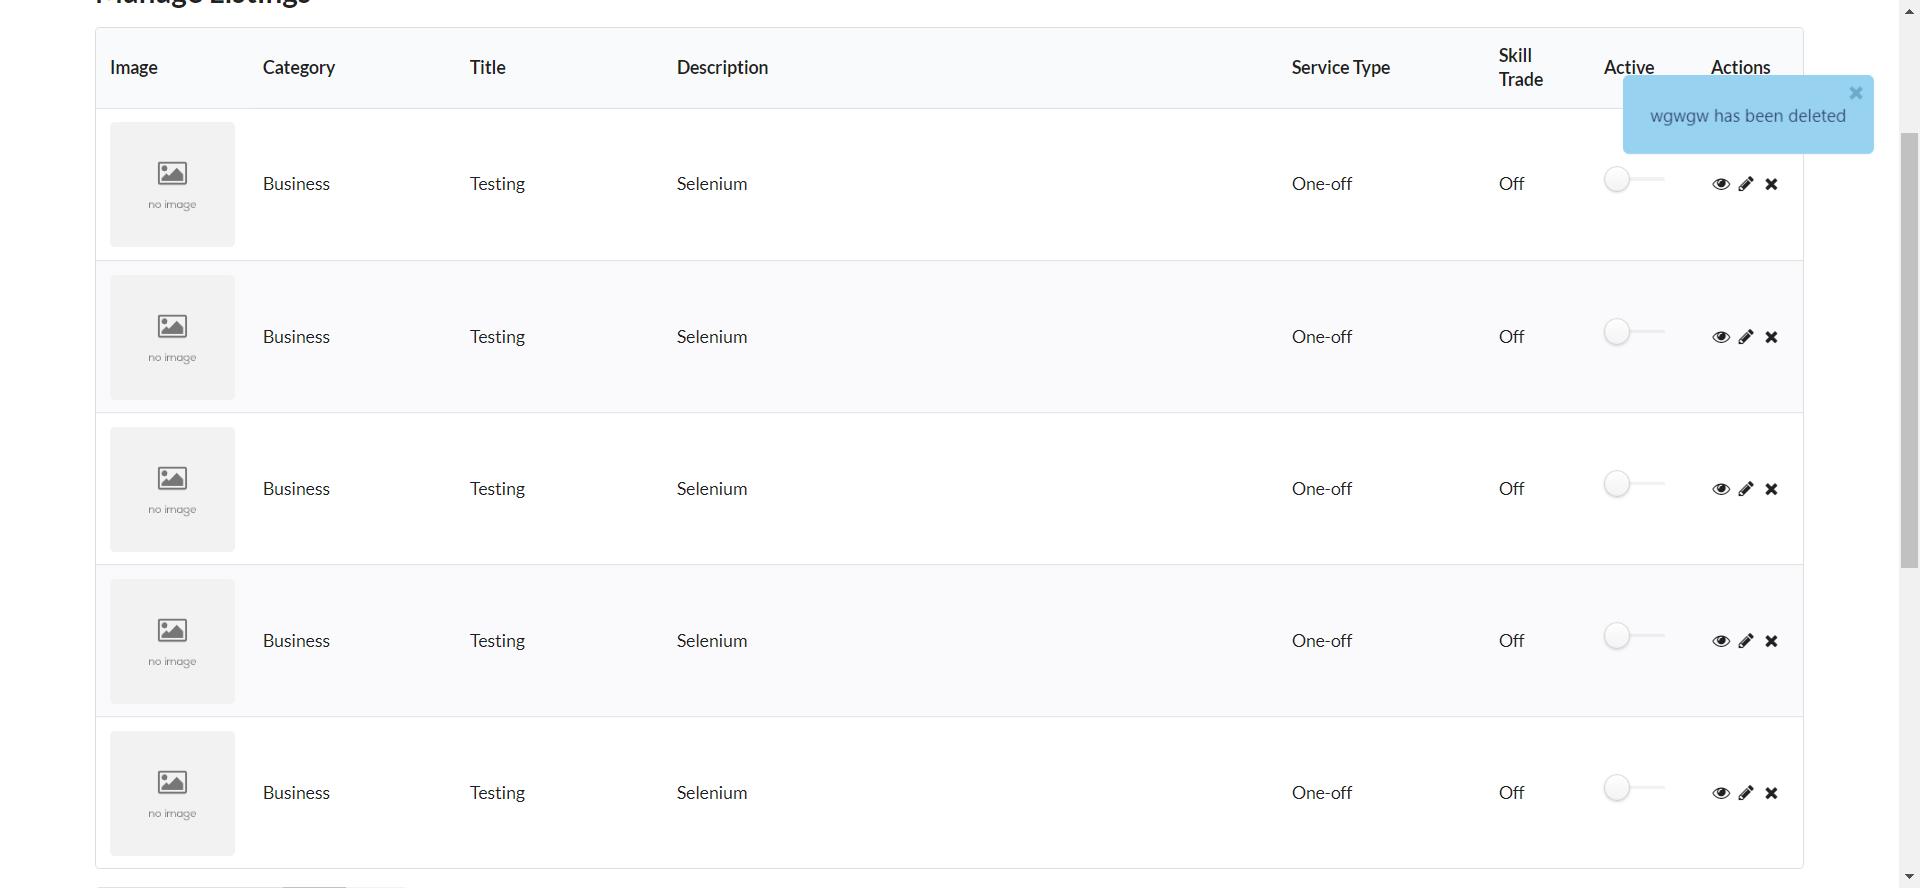 Manage Listings
Image Category Title Description Service Type Skill Trade Active Actions
wgwgw has been deleted
no image Business Testing Selenium One-off Off
no image Business Testing Selenium One-off Off
no image Business Testing Selenium One-off Off
no image Business Testing Selenium One-off Off
no image Business Testing Selenium One-off Off